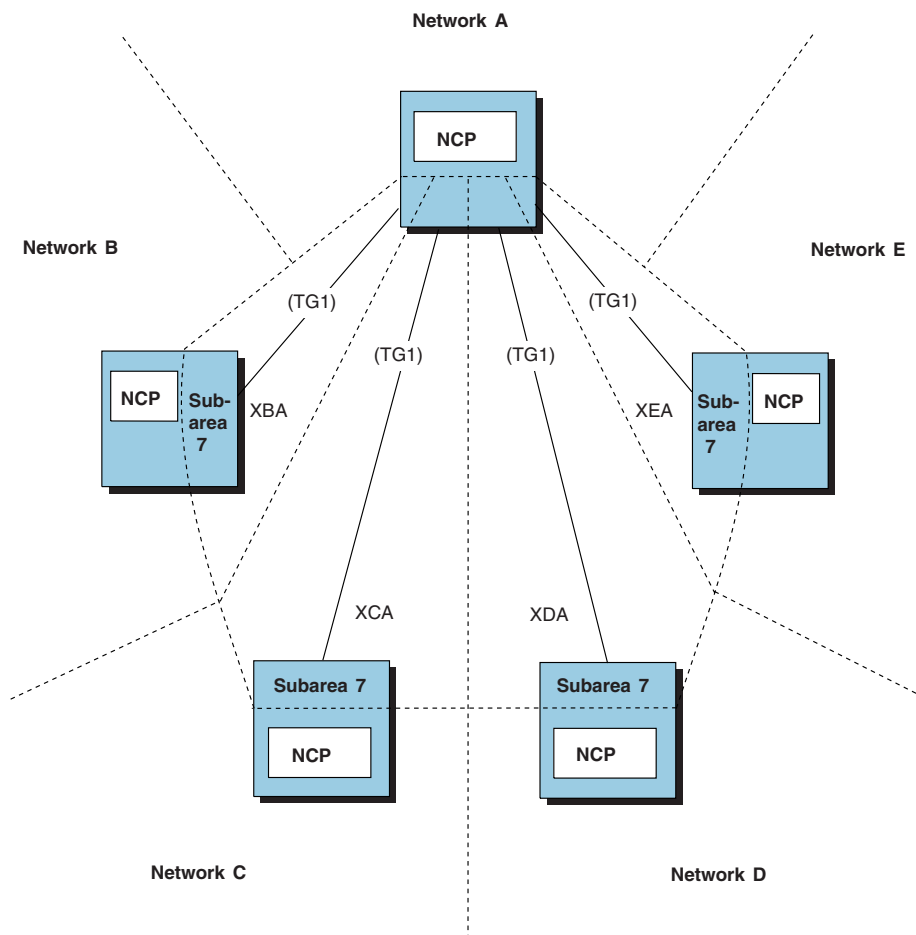 Network A
NCP
Network B
Network E
(TG1)
(TG1)
(TG1)
(TG1)
NCP
Sub-
area
7
XBA
XEA
Sub-
area
7
NCP
XCA
XDA
Subarea 7
NCP
Subarea 7
NCP
Network C
Network D